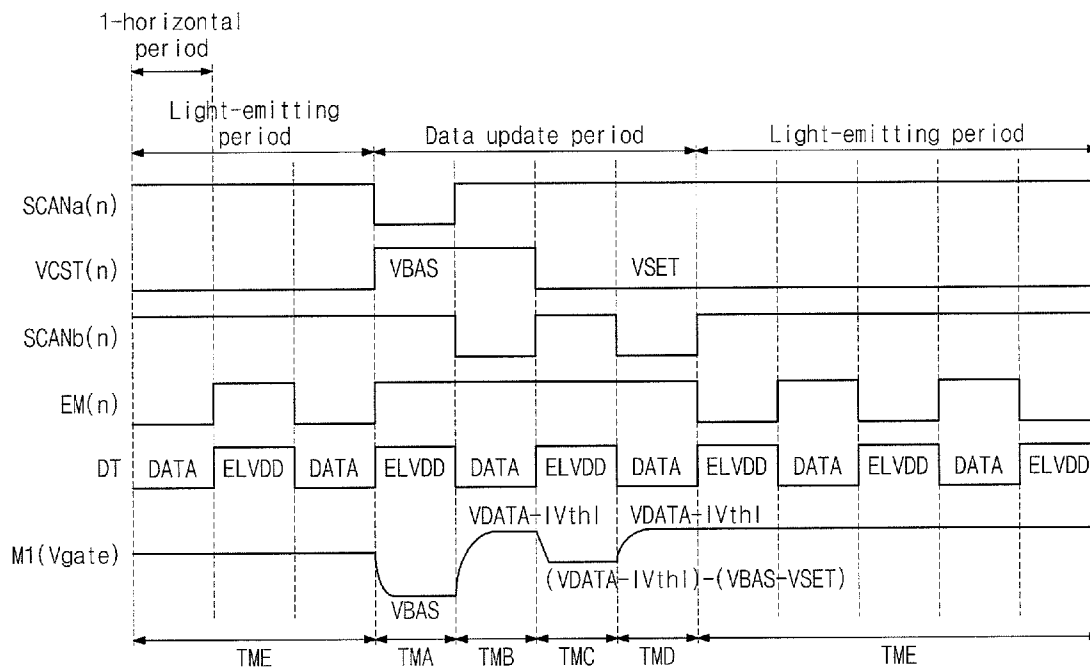 1-horizontal
period
Light-emitting
period
Data update period
Light-emitting period
SCANa(n)
VCST(n)
VBAS
VSET
SCANb(n)
EM(n)
DT
DATA
ELVDD
DATA
ELVDD
DATA
ELVDD
DATA
ELVDD
DATA
ELVDD
DATA
ELVDD
VDATA-|Vth|
VDATA-|Vth|
M1(Vgate)
(VDATA-|Vth|)-(VBAS-VSET)
VBAS
TME
TMA
TMB
TMC
TMD
TME